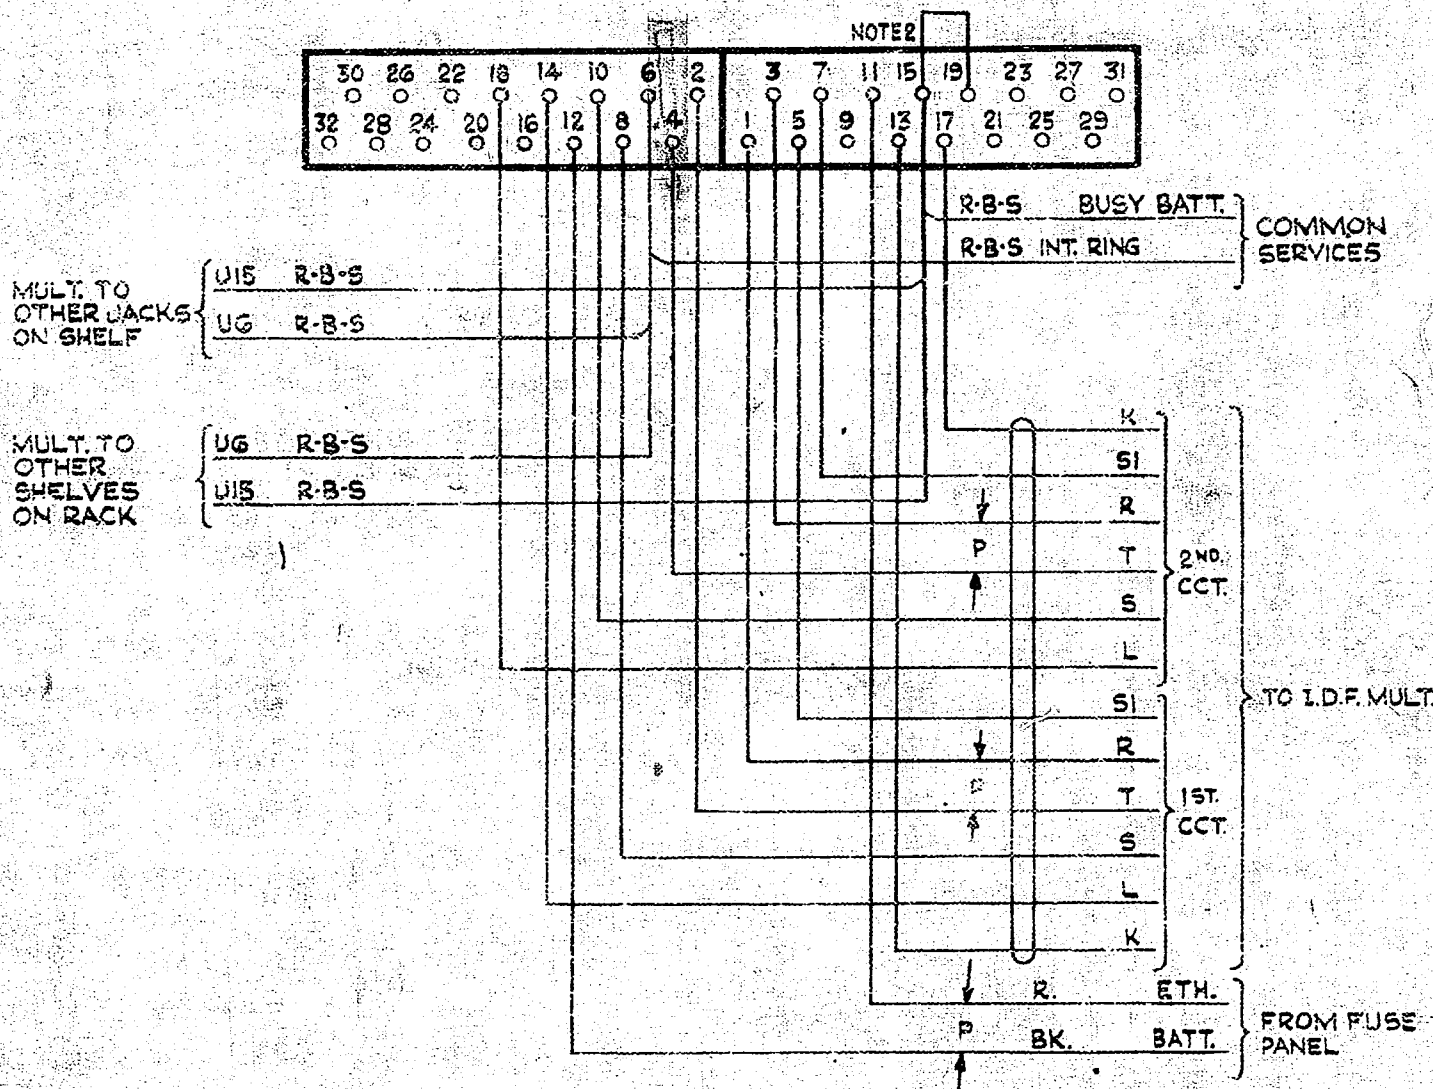 NOTE2
30 26 22 18 14 10 6 2 3 7 11 15 19 23 27 31
32 28 24 20 16 12 8 4 1 5 9 13 17 21 25 29
R-B-S BUSY BATT.
R-B-S INT. RING
COMMON
SERVICES
MULT. TO
OTHER JACKS
ON SHELF
U15 R-B-S
U6 R-B-S
MULT. TO
OTHER
SHELVES
ON RACK
U6 R-B-S
U15 R-B-S
K
S1
R
P
T
S
L
2ND.
CCT.
S1
R
P
T
S
L
K
1ST.
CCT.
TO I.D.F. MULT.
R. ETH.
P
BK. BATT.
FROM FUSE
PANEL